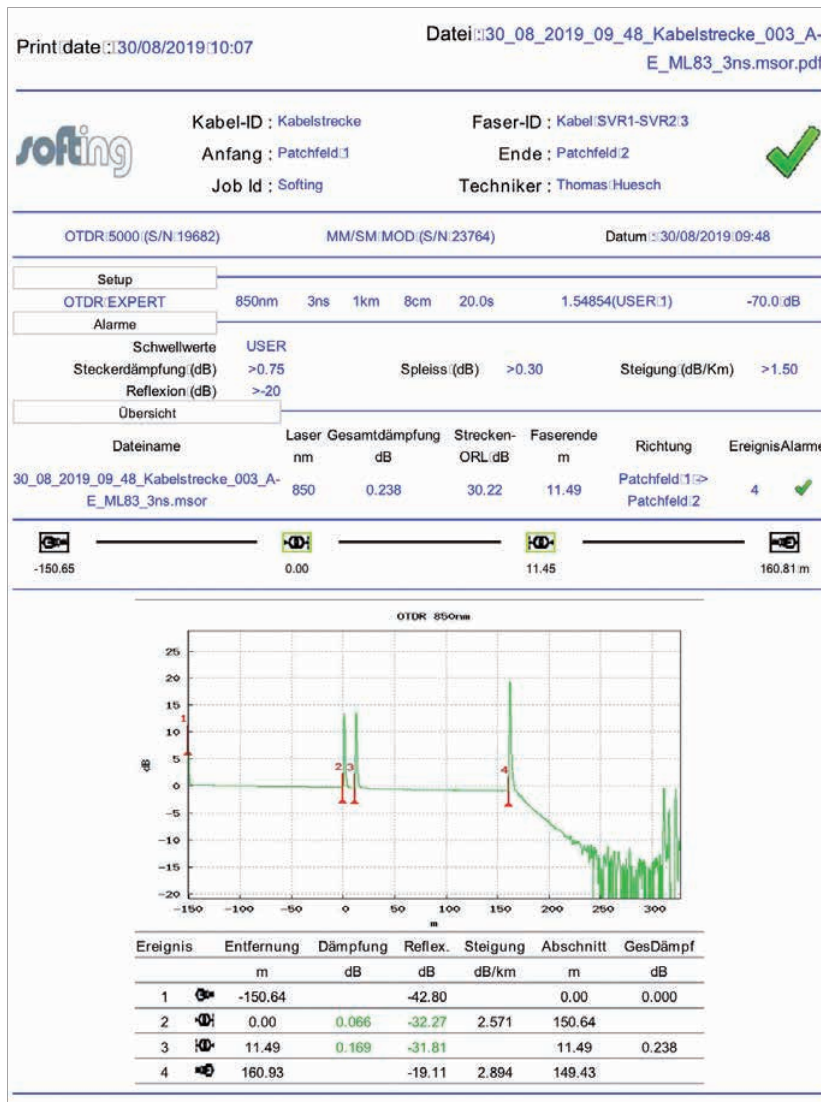 Print date : 30/08/2019 10:07
Datei : 30_08_2019_09_48_Kabelstrecke_003_A-
E_ML83_3ns.msor.pdf
softing
Kabel-ID : Kabelstrecke
Faser-ID : Kabel SVR1-SVR2 3
Anfang : Patchfeld 1
Ende : Patchfeld 2
Job Id : Softing
Techniker : Thomas Huesch
OTDR 5000 (S/N 19682) MM/SM MOD (S/N 23764) Datum : 30/08/2019 09:48
Setup
OTDR EXPERT 850nm 3ns 1km 8cm 20.0s 1.54854(USER 1) -70.0 dB
Alarme
Schwellwerte USER
Steckerdämpfung (dB) >0.75 Spleiss (dB) >0.30 Steigung (dB/Km) >1.50
Reflexion (dB) >-20
Übersicht
Dateiname Laser nm Gesamtdämpfung dB Strecken-ORL dB Faserende m Richtung EreignisAlarme
30_08_2019_09_48_Kabelstrecke_003_A-
E_ML83_3ns.msor 850 0.238 30.22 11.49 Patchfeld 1 -> Patchfeld 2 4
-150.65 0.00 11.45 160.81 m
OTDR 850nm
25
20
15
10
5
0
-5
-10
-15
-20
dB
1
2 3
4
-150 -100 -50 0 50 100 150 200 250 300
m
Ereignis Entfernung Dämpfung Reflex. Steigung Abschnitt GesDämpf
m dB dB dB/km m dB
1 -150.64 -42.80 0.00 0.000
2 0.00 0.066 -32.27 2.571 150.64
3 11.49 0.169 -31.81 11.49 0.238
4 160.93 -19.11 2.894 149.43